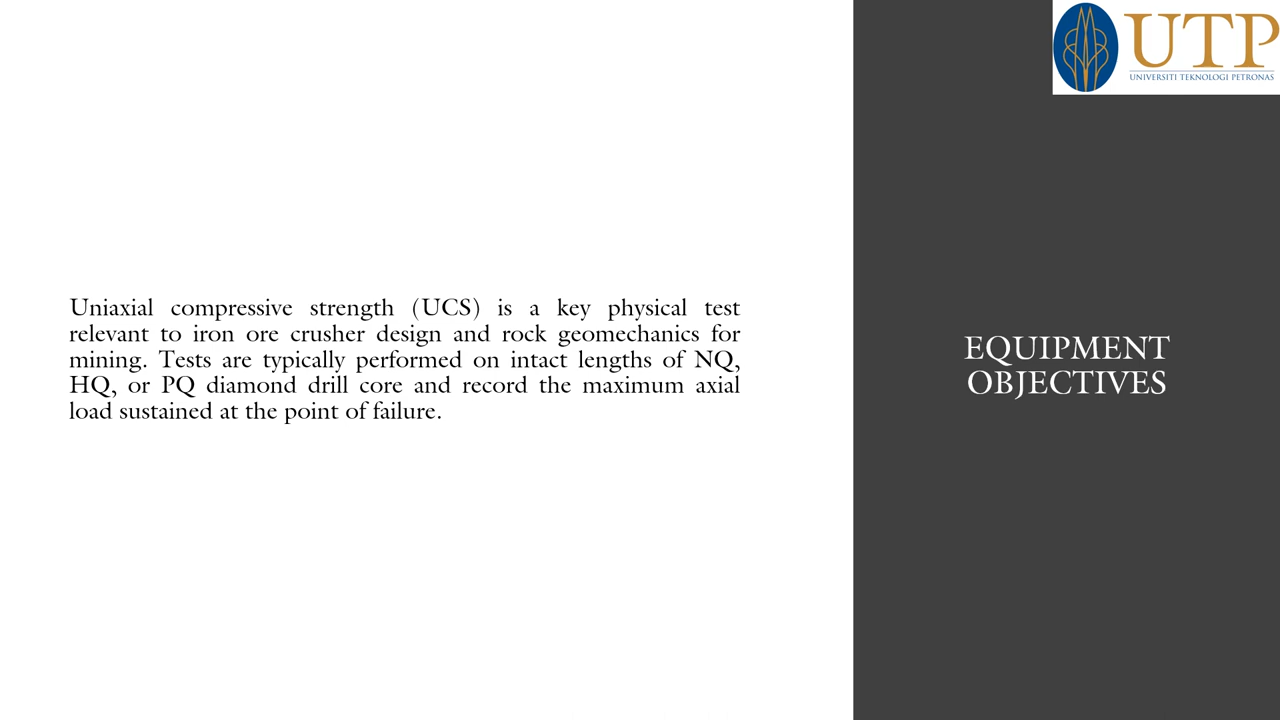 UTP
UNIVERSITI TEKNOLOGI PETRONAS
Uniaxial compressive strength (UCS) is a key physical test
relevant to iron ore crusher design and rock geomechanics for
mining. Tests are typically performed on intact lengths of NQ,
HQ, or PQ diamond drill core and record the maximum axial
load sustained at the point of failure.
EQUIPMENT
OBJECTIVES